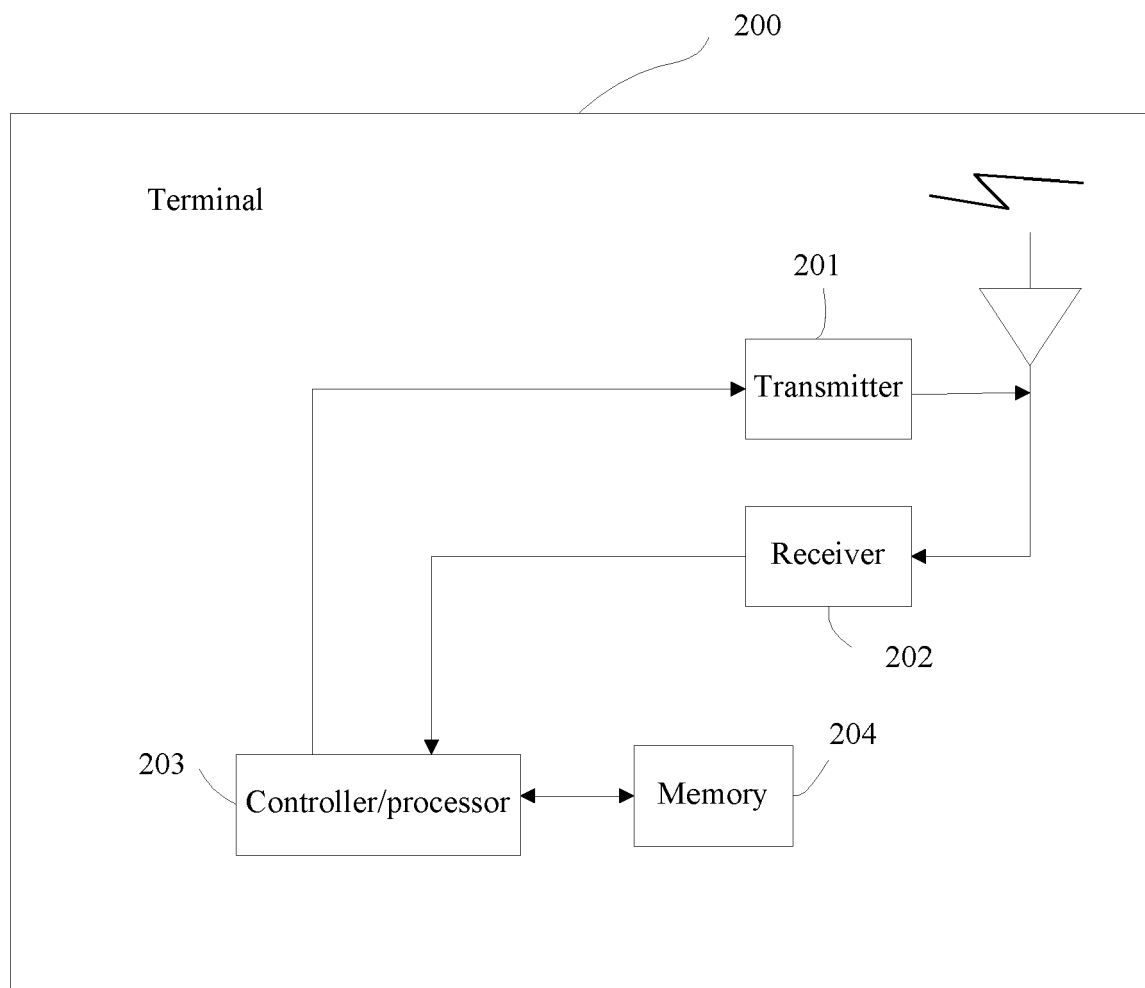 200
Terminal
201
Transmitter
Receiver
202
203
204
Controller/processor
Memory